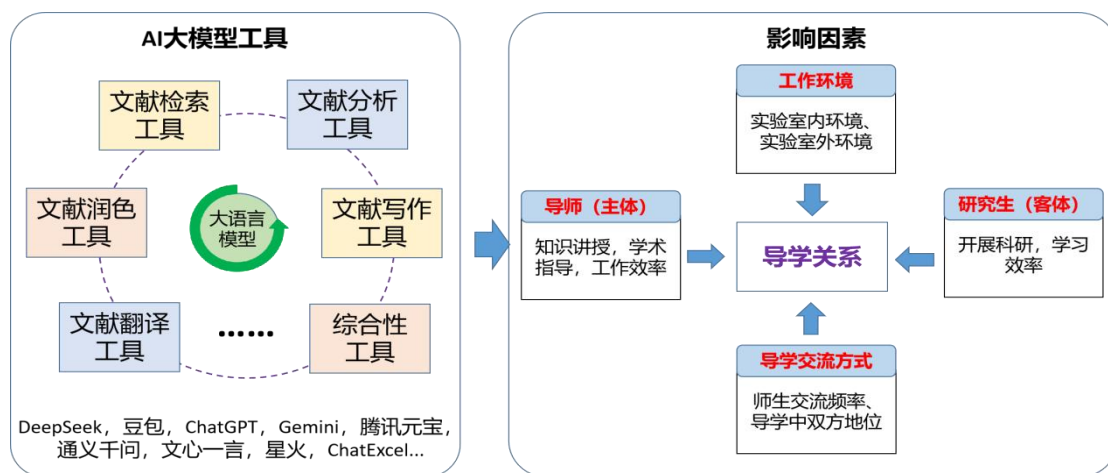 AI大模型工具
文献检索
工具
文献分析
工具
文献润色
工具
大语言
模型
文献写作
工具
文献翻译
工具
……
综合性
工具
DeepSeek，豆包，ChatGPT，Gemini，腾讯元宝，
通义千问，文心一言，星火，ChatExcel...
影响因素
工作环境
实验室内环境、
实验室外环境
导师（主体）
知识讲授，学术
指导，工作效率
导学关系
研究生（客体）
开展科研，学习
效率
导学交流方式
师生交流频率、
导学中双方地位